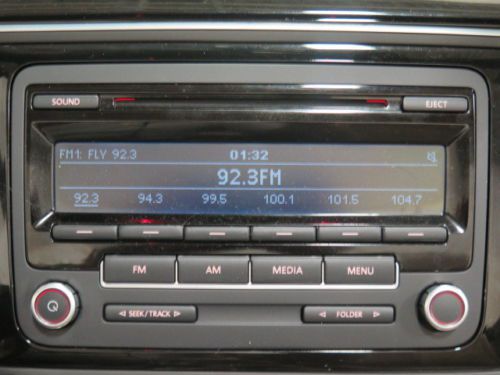 SOUND
EJECT
FM1: FLY 92.3
01:32
92.3FM
92.3 94.3 99.5 100.1 101.5 104.7
FM
AM
MEDIA
MENU
SEEK/TRACK
FOLDER